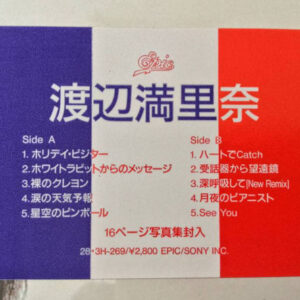 Epic
渡辺満里奈
Side A
1. ホリデイ・ビジター
2. ホワイトラビットからのメッセージ
3. 裸のクレヨン
4. 涙の天気予報
5. 星空のピンボール
Side B
1. ハートでCatch
2. 受話器から望遠鏡
3. 深呼吸して[New Remix]
4. 月夜のピアニスト
5. See You
16ページ写真集封入
28・3H-269/¥2,800 EPIC/SONY INC.